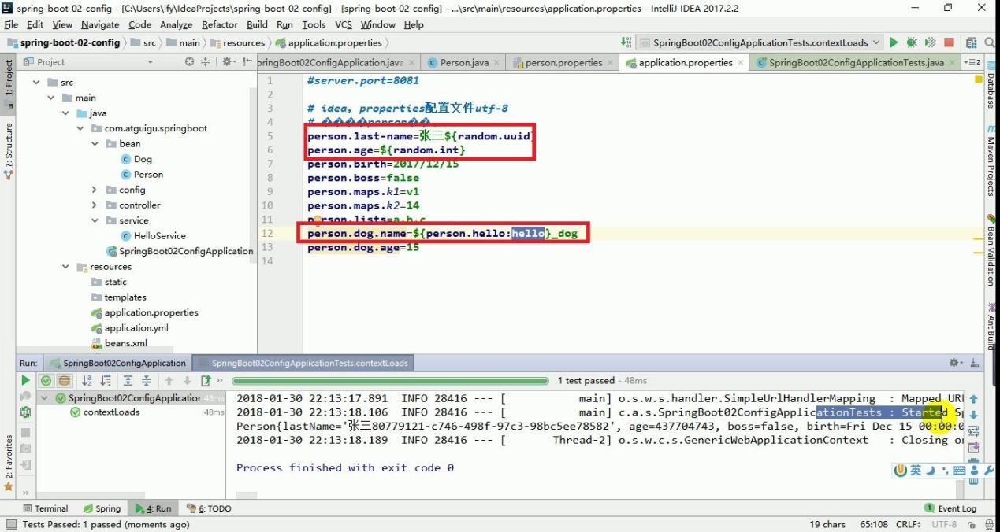 spring-boot-02-config - [C:\Users\lfy\IdeaProjects\spring-boot-02-config] - [spring-boot-02-config] - ...\src\main\resources\application.properties - IntelliJ IDEA 2017.2.2
File Edit View Navigate Code Analyze Refactor Build Run Tools VCS Window Help
spring-boot-02-config src main resources application.properties SpringBoot02ConfigApplicationTests.contextLoads
Project pringBoot02ConfigApplication.java Person.java person.properties application.properties SpringBoot02ConfigApplicationTests.java
1: Project
Z: Structure
2: Favorites
src
main
java
com.atguigu.springboot
bean
Dog
Person
config
controller
service
HelloService
SpringBoot02ConfigApplication
resources
static
templates
application.properties
application.yml
beans.xml
1 #server.port=8081
2
3 # idea, properties配置文件utf-8
4 # ����person��
5 person.last-name=张三${random.uuid}
6 person.age=${random.int}
7 person.birth=2017/12/15
8 person.boss=false
9 person.maps.k1=v1
10 person.maps.k2=14
11 person.lists=a,b,c
12 person.dog.name=${person.hello:hello}_dog
13 person.dog.age=15
14
Database
Maven Projects
Bean Validation
Ant Build
Run: SpringBoot02ConfigApplication SpringBoot02ConfigApplicationTests.contextLoads
1 test passed - 48ms
SpringBoot02ConfigApplication 48ms
contextLoads 48ms
2018-01-30 22:13:17.891 INFO 28416 --- [ main] o.s.w.s.handler.SimpleUrlHandlerMapping : Mapped URL
2018-01-30 22:13:18.106 INFO 28416 --- [ main] c.a.s.SpringBoot02ConfigApplicationTests : Started Sp
Person{lastName='张三80779121-c746-498f-97c3-98bc5ee78582', age=437704743, boss=false, birth=Fri Dec 15 00:00:0
2018-01-30 22:13:18.189 INFO 28416 --- [ Thread-2] o.s.w.c.s.GenericWebApplicationContext : Closing or
Process finished with exit code 0
英
Terminal Spring 4: Run 6: TODO 1 Event Log
Tests Passed: 1 passed (moments ago) 19 chars 65:108 CRLF UTF-8